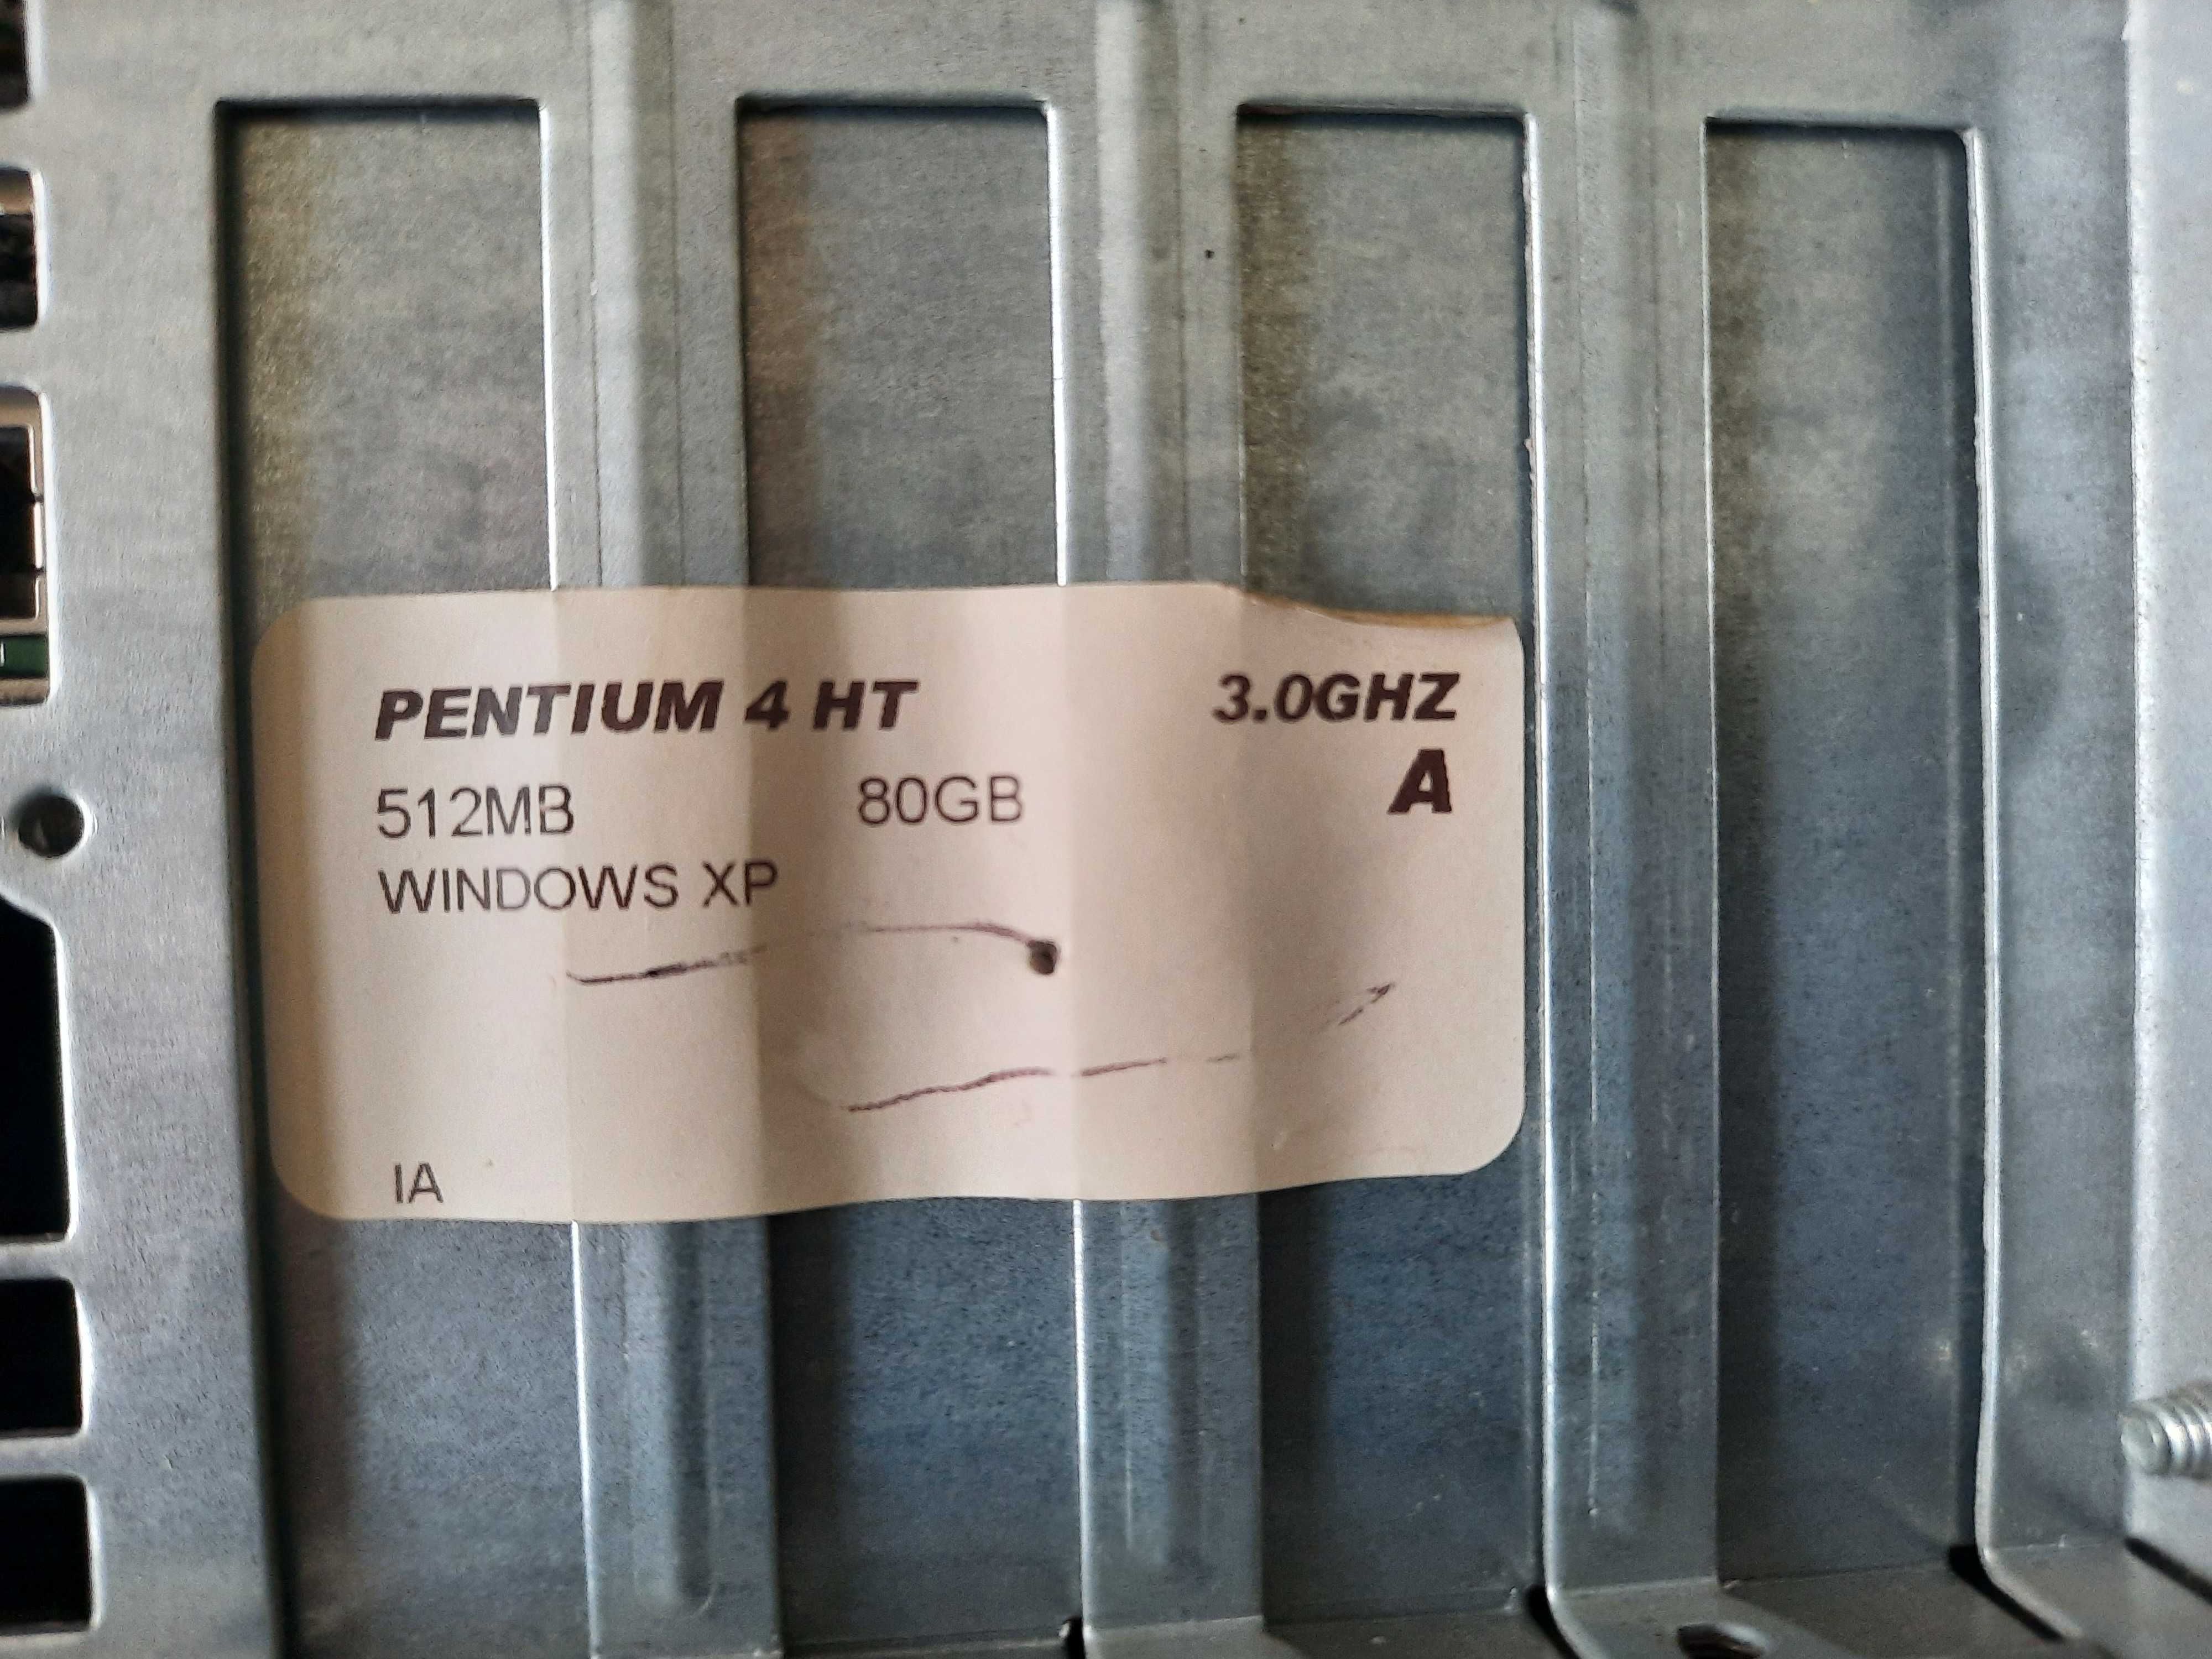 PENTIUM 4 HT 3.0GHZ
512MB 80GB A
WINDOWS XP
IA